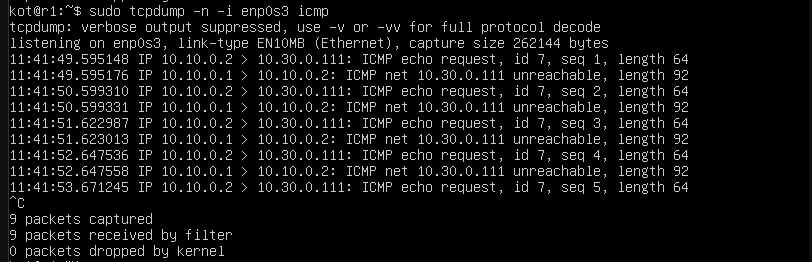 kot@r1:~$ sudo tcpdump -n -i enp0s3 icmp
tcpdump: verbose output suppressed, use -v or -vv for full protocol decode
listening on enp0s3, link-type EN10MB (Ethernet), capture size 262144 bytes
11:41:49.595148 IP 10.10.0.2 > 10.30.0.111: ICMP echo request, id 7, seq 1, length 64
11:41:49.595176 IP 10.10.0.1 > 10.10.0.2: ICMP net 10.30.0.111 unreachable, length 92
11:41:50.599310 IP 10.10.0.2 > 10.30.0.111: ICMP echo request, id 7, seq 2, length 64
11:41:50.599331 IP 10.10.0.1 > 10.10.0.2: ICMP net 10.30.0.111 unreachable, length 92
11:41:51.622987 IP 10.10.0.2 > 10.30.0.111: ICMP echo request, id 7, seq 3, length 64
11:41:51.623013 IP 10.10.0.1 > 10.10.0.2: ICMP net 10.30.0.111 unreachable, length 92
11:41:52.647536 IP 10.10.0.2 > 10.30.0.111: ICMP echo request, id 7, seq 4, length 64
11:41:52.647558 IP 10.10.0.1 > 10.10.0.2: ICMP net 10.30.0.111 unreachable, length 92
11:41:53.671245 IP 10.10.0.2 > 10.30.0.111: ICMP echo request, id 7, seq 5, length 64
^C
9 packets captured
9 packets received by filter
0 packets dropped by kernel